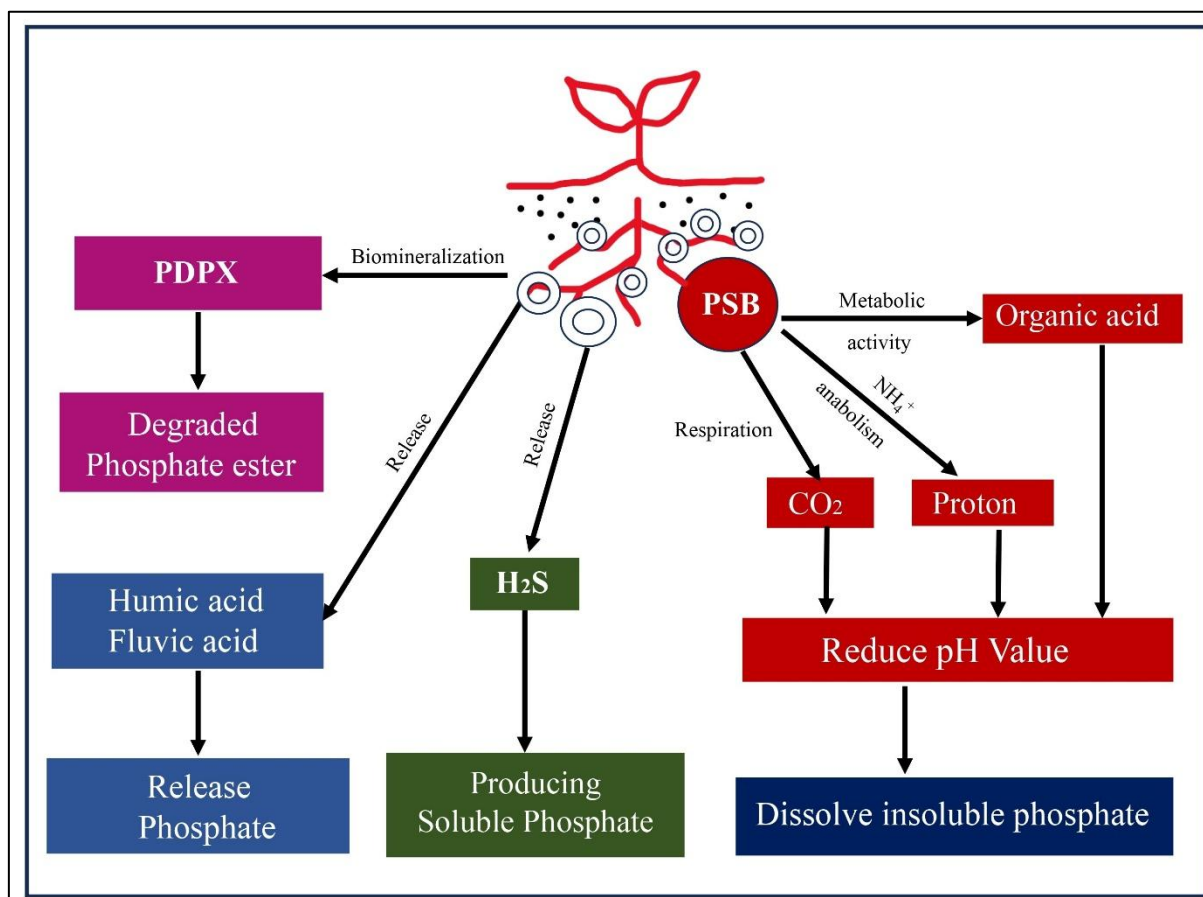 PDPX
Biomineralization
Degraded
Phosphate ester
Release
Humic acid
Fluvic acid
Release
Phosphate
Release
H₂S
Producing
Soluble Phosphate
PSB
Metabolic
activity
Organic acid
NH₄⁺
anabolism
Respiration
CO₂
Proton
Reduce pH Value
Dissolve insoluble phosphate